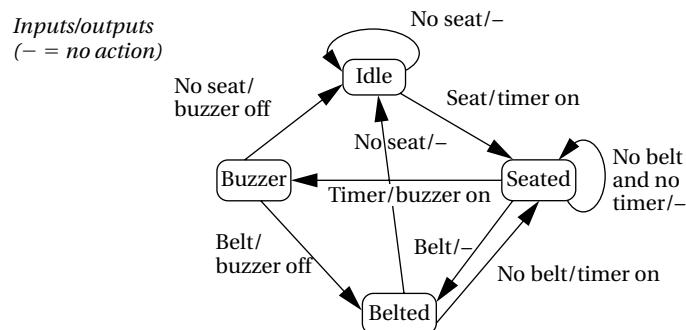 Inputs/outputs
(– = no action)
No seat/–
Idle
No seat/
buzzer off
Seat/timer on
No seat/–
Buzzer
Seated
No belt
and no
timer/–
Timer/buzzer on
Belt/
buzzer off
Belt/–
No belt/timer on
Belted